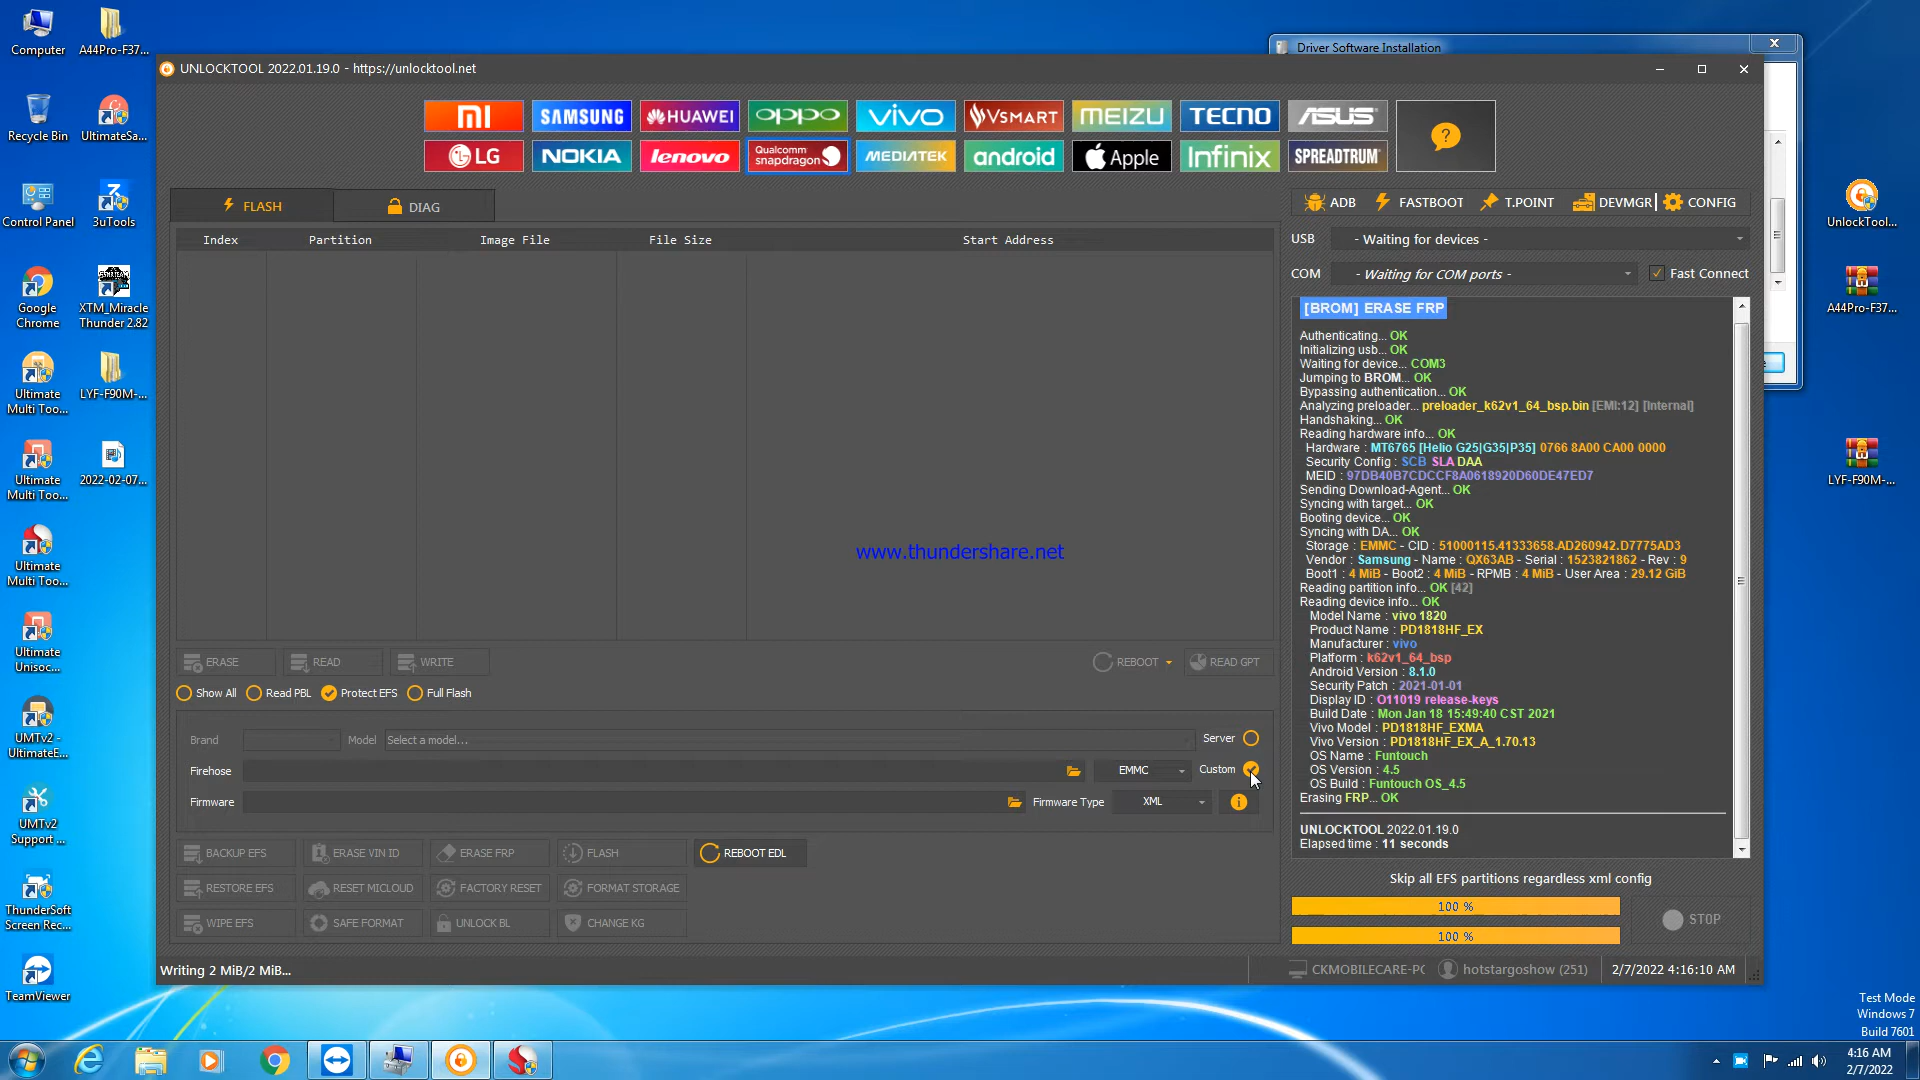 Computer
A44Pro-F37...
Recycle Bin
UltimateSa...
Control Panel
3uTools
Google
Chrome
XTM_Miracle
Thunder 2.82
Ultimate
Multi Too...
LYF-F90M-...
Ultimate
Multi Too...
2022-02-07...
Ultimate
Multi Too...
Ultimate
Unisoc...
UMTv2 -
UltimateE...
UMTv2
Support ...
ThunderSoft
Screen Rec...
TeamViewer
Driver Software Installation
UNLOCKTOOL 2022.01.19.0 - https://unlocktool.net
MI
SAMSUNG
HUAWEI
oppo
vivo
VSMART
MEIZU
TECNO
ASUS
?
LG
NOKIA
lenovo
Qualcomm
snapdragon
MEDIATEK
android
Apple
Infinix
SPREADTRUM
FLASH
DIAG
ADB
FASTBOOT
T.POINT
DEVMGR
CONFIG
Index
Partition
Image File
File Size
Start Address
USB
- Waiting for devices -
COM
- Waiting for COM ports -
Fast Connect
[BROM] ERASE FRP
Authenticating... OK
Initializing usb... OK
Waiting for device... COM3
Jumping to BROM... OK
Bypassing authentication... OK
Analyzing preloader... preloader_k62v1_64_bsp.bin [EMI:12] [Internal]
Handshaking... OK
Reading hardware info... OK
Hardware : MT6765 [Helio G25|G35|P35] 0766 8A00 CA00 0000
Security Config : SCB SLA DAA
MEID : 97DB40B7CDCCF8A0618920D60DE47ED7
Sending Download-Agent... OK
Syncing with target... OK
Booting device... OK
Syncing with DA... OK
Storage : EMMC - CID : 51000115.41333658.AD260942.D7775AD3
Vendor : Samsung - Name : QX63AB - Serial : 1523821862 - Rev : 9
Boot1 : 4 MiB - Boot2 : 4 MiB - RPMB : 4 MiB - User Area : 29.12 GiB
Reading partition info... OK [42]
Reading device info... OK
Model Name : vivo 1820
Product Name : PD1818HF_EX
Manufacturer : vivo
Platform : k62v1_64_bsp
Android Version : 8.1.0
Security Patch : 2021-01-01
Display ID : O11019 release-keys
Build Date : Mon Jan 18 15:49:40 CST 2021
Vivo Model : PD1818HF_EXMA
Vivo Version : PD1818HF_EX_A_1.70.13
OS Name : Funtouch
OS Version : 4.5
OS Build : Funtouch OS_4.5
Erasing FRP... OK
UNLOCKTOOL 2022.01.19.0
Elapsed time : 11 seconds
www.thundershare.net
ERASE
READ
WRITE
REBOOT
READ GPT
Show All
Read PBL
Protect EFS
Full Flash
Brand
Model
Select a model...
Server
Firehose
EMMC
Custom
Firmware
Firmware Type
XML
BACKUP EFS
ERASE VIN ID
ERASE FRP
FLASH
REBOOT EDL
RESTORE EFS
RESET MICLOUD
FACTORY RESET
FORMAT STORAGE
WIPE EFS
SAFE FORMAT
UNLOCK BL
CHANGE KG
Skip all EFS partitions regardless xml config
100 %
100 %
STOP
Writing 2 MiB/2 MiB...
CKMOBILECARE-PC
hotstargoshow (251)
2/7/2022 4:16:10 AM
UnlockTool...
A44Pro-F37...
LYF-F90M-...
Test Mode
Windows 7
Build 7601
4:16 AM
2/7/2022